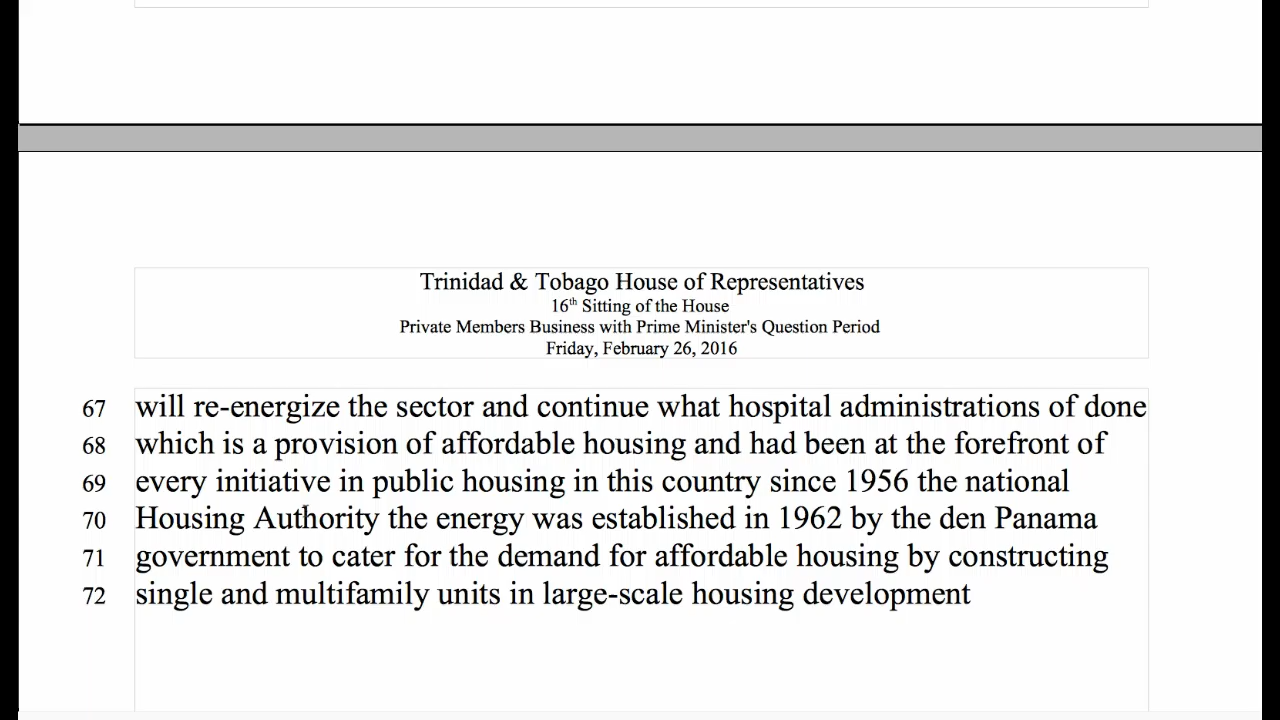 Trinidad & Tobago House of Representatives
16th Sitting of the House
Private Members Business with Prime Minister's Question Period
Friday, February 26, 2016
67 will re-energize the sector and continue what hospital administrations of done
68 which is a provision of affordable housing and had been at the forefront of
69 every initiative in public housing in this country since 1956 the national
70 Housing Authority the energy was established in 1962 by the den Panama
71 government to cater for the demand for affordable housing by constructing
72 single and multifamily units in large-scale housing development